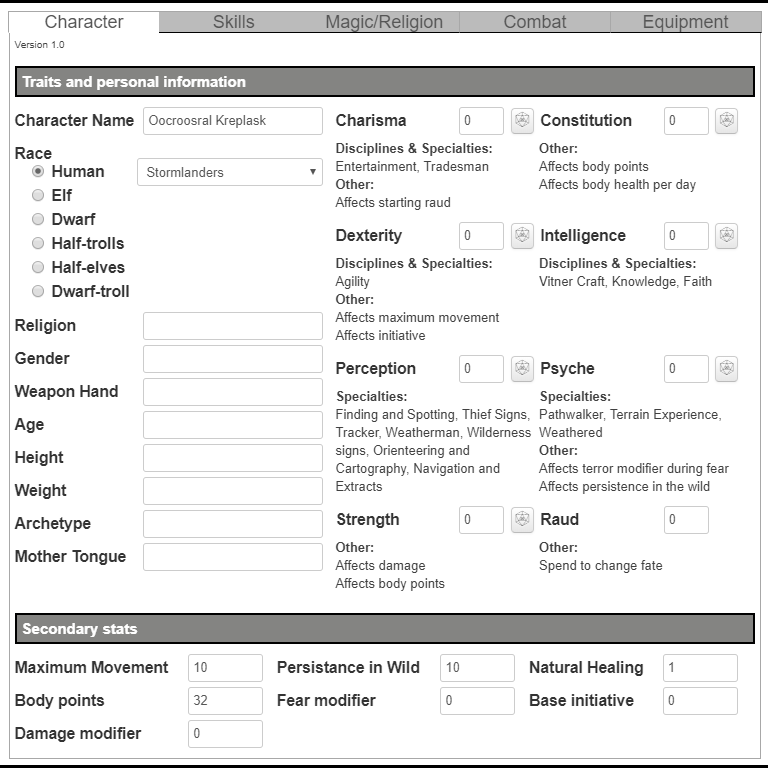 Character Skills Magic/Religion Combat Equipment
Version 1.0
Traits and personal information
Character Name Oocroosral Kreplask
Race
Human Stormlanders
Elf
Dwarf
Half-trolls
Half-elves
Dwarf-troll
Religion
Gender
Weapon Hand
Age
Height
Weight
Archetype
Mother Tongue
Charisma 0
Disciplines & Specialties:
Entertainment, Tradesman
Other:
Affects starting raud
Constitution 0
Other:
Affects body points
Affects body health per day
Dexterity 0
Disciplines & Specialties:
Agility
Other:
Affects maximum movement
Affects initiative
Intelligence 0
Disciplines & Specialties:
Vitner Craft, Knowledge, Faith
Perception 0
Specialties:
Finding and Spotting, Thief Signs,
Tracker, Weatherman, Wilderness
signs, Orienteering and
Cartography, Navigation and
Extracts
Psyche 0
Specialties:
Pathwalker, Terrain Experience,
Weathered
Other:
Affects terror modifier during fear
Affects persistence in the wild
Strength 0
Other:
Affects damage
Affects body points
Raud 0
Other:
Spend to change fate
Secondary stats
Maximum Movement 10 Persistance in Wild 10 Natural Healing 1
Body points 32 Fear modifier 0 Base initiative 0
Damage modifier 0